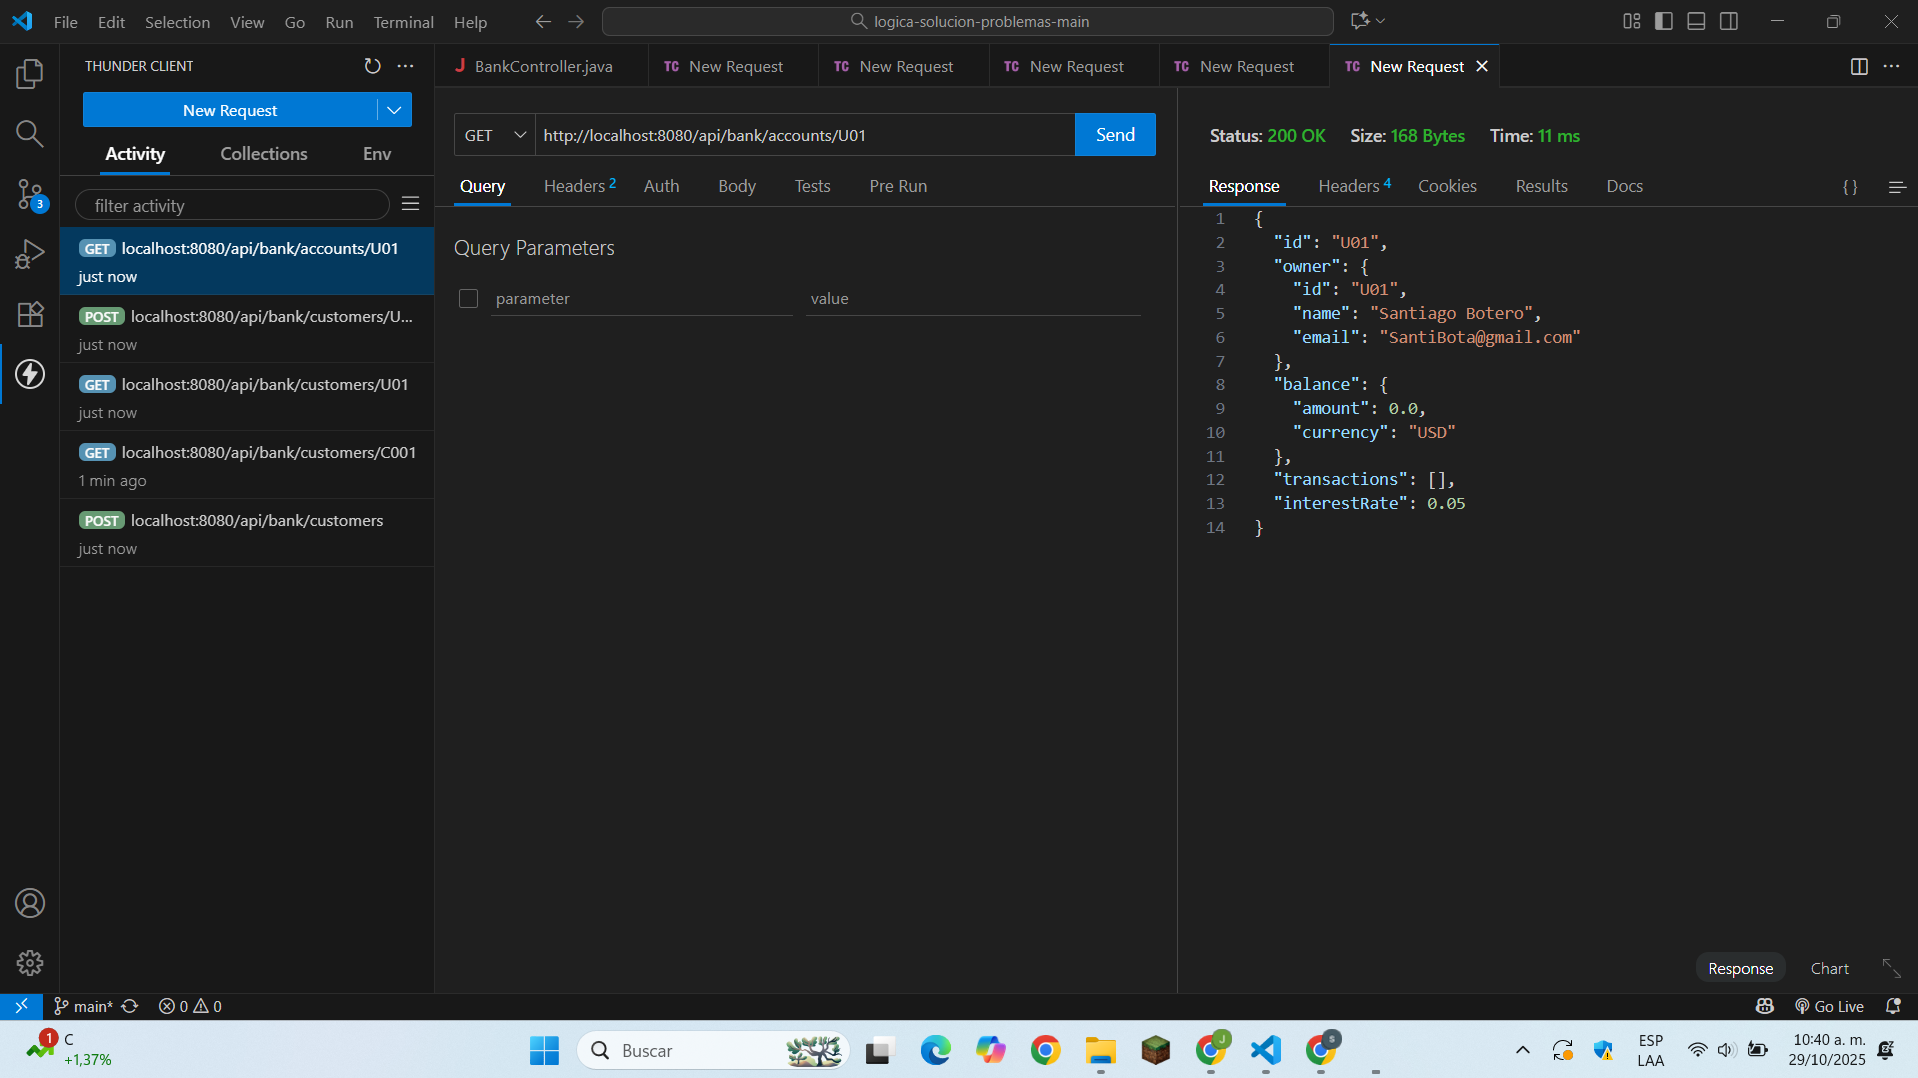 File Edit Selection View Go Run Terminal Help
logica-solucion-problemas-main
THUNDER CLIENT
New Request
Activity Collections Env
filter activity
GET localhost:8080/api/bank/accounts/U01
just now
POST localhost:8080/api/bank/customers/U...
just now
GET localhost:8080/api/bank/customers/U01
just now
GET localhost:8080/api/bank/customers/C001
1 min ago
POST localhost:8080/api/bank/customers
just now
3
J BankController.java
TC New Request
TC New Request
TC New Request
TC New Request
TC New Request
GET http://localhost:8080/api/bank/accounts/U01 Send
Query Headers 2 Auth Body Tests Pre Run
Query Parameters
parameter value
Status: 200 OK Size: 168 Bytes Time: 11 ms
Response Headers 4 Cookies Results Docs { }
1 {
2 "id": "U01",
3 "owner": {
4 "id": "U01",
5 "name": "Santiago Botero",
6 "email": "SantiBota@gmail.com"
7 },
8 "balance": {
9 "amount": 0.0,
10 "currency": "USD"
11 },
12 "transactions": [],
13 "interestRate": 0.05
14 }
Response Chart
main* 0 0 Go Live
1 C
+1,37%
Buscar
J
s
ESP
LAA
10:40 a. m.
29/10/2025